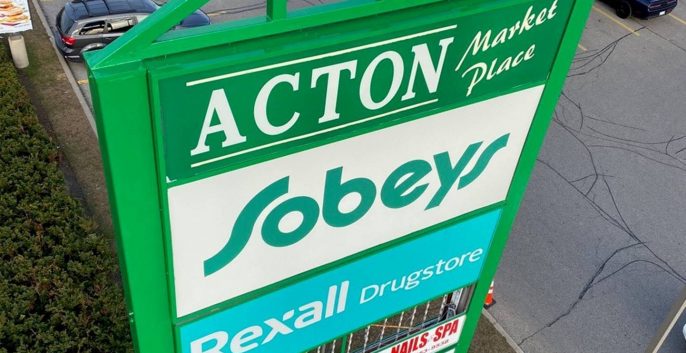 ACTON Market Place
Sobeys
Rexall Drugstore
NAILS & SPA